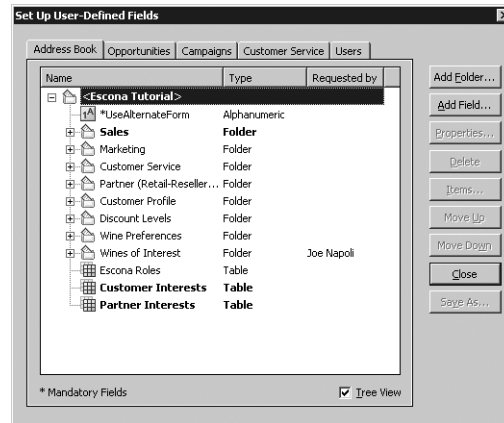 Set Up User-Defined Fields
Address Book Opportunities Campaigns Customer Service Users
Name Type Requested by
<Escona Tutorial>
*UseAlternateForm Alphanumeric
Sales Folder
Marketing Folder
Customer Service Folder
Partner (Retail-Reseller... Folder
Customer Profile Folder
Discount Levels Folder
Wine Preferences Folder
Wines of Interest Folder Joe Napoli
Escona Roles Table
Customer Interests Table
Partner Interests Table
* Mandatory Fields
Tree View
Add Folder...
Add Field...
Properties...
Delete
Items...
Move Up
Move Down
Close
Save As...